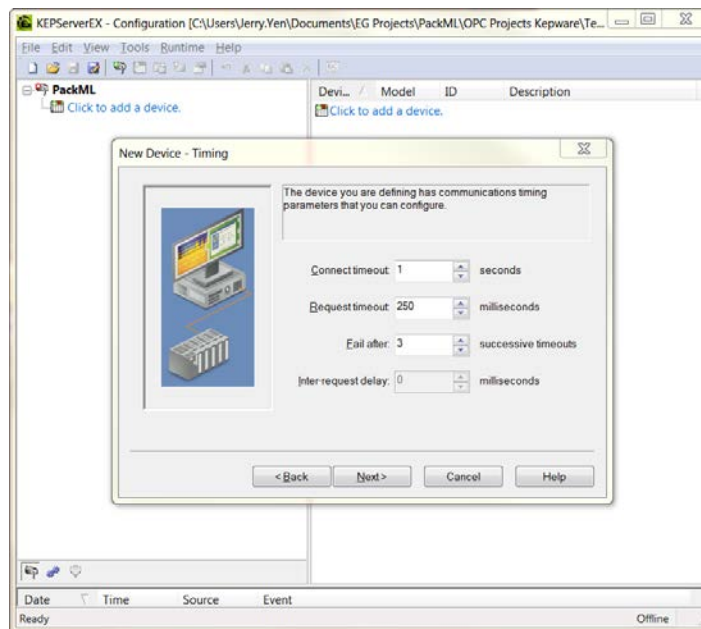 KEPServerEX - Configuration [C:\Users\Jerry.Yen\Documents\EG Projects\PackML\OPC Projects Kepware\Te...
File Edit View Tools Runtime Help
PackML
Click to add a device.
Devi... Model ID Description
Click to add a device.
New Device - Timing
The device you are defining has communications timing
parameters that you can configure.
Connect timeout: 1 seconds
Request timeout: 250 milliseconds
Fail after: 3 successive timeouts
Inter-request delay: 0 milliseconds
< Back Next > Cancel Help
Date Time Source Event
Ready Offline